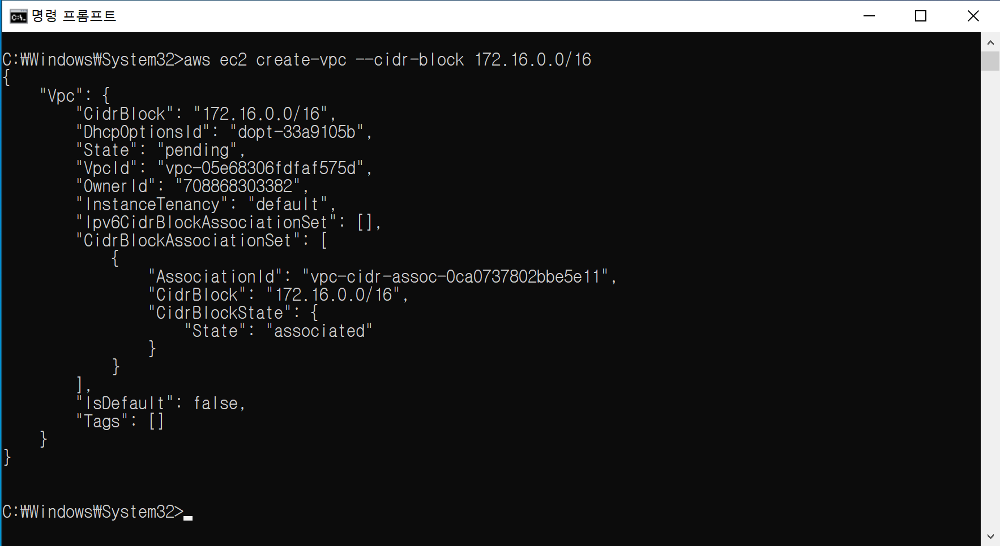 명령 프롬프트
C:₩Windows₩System32>aws ec2 create-vpc --cidr-block 172.16.0.0/16
{
    "Vpc": {
        "CidrBlock": "172.16.0.0/16",
        "DhcpOptionsId": "dopt-33a9105b",
        "State": "pending",
        "VpcId": "vpc-05e68306fdfaf575d",
        "OwnerId": "708868303382",
        "InstanceTenancy": "default",
        "Ipv6CidrBlockAssociationSet": [],
        "CidrBlockAssociationSet": [
            {
                "AssociationId": "vpc-cidr-assoc-0ca0737802bbe5e11",
                "CidrBlock": "172.16.0.0/16",
                "CidrBlockState": {
                    "State": "associated"
                }
            }
        ],
        "IsDefault": false,
        "Tags": []
    }
}
C:₩Windows₩System32>